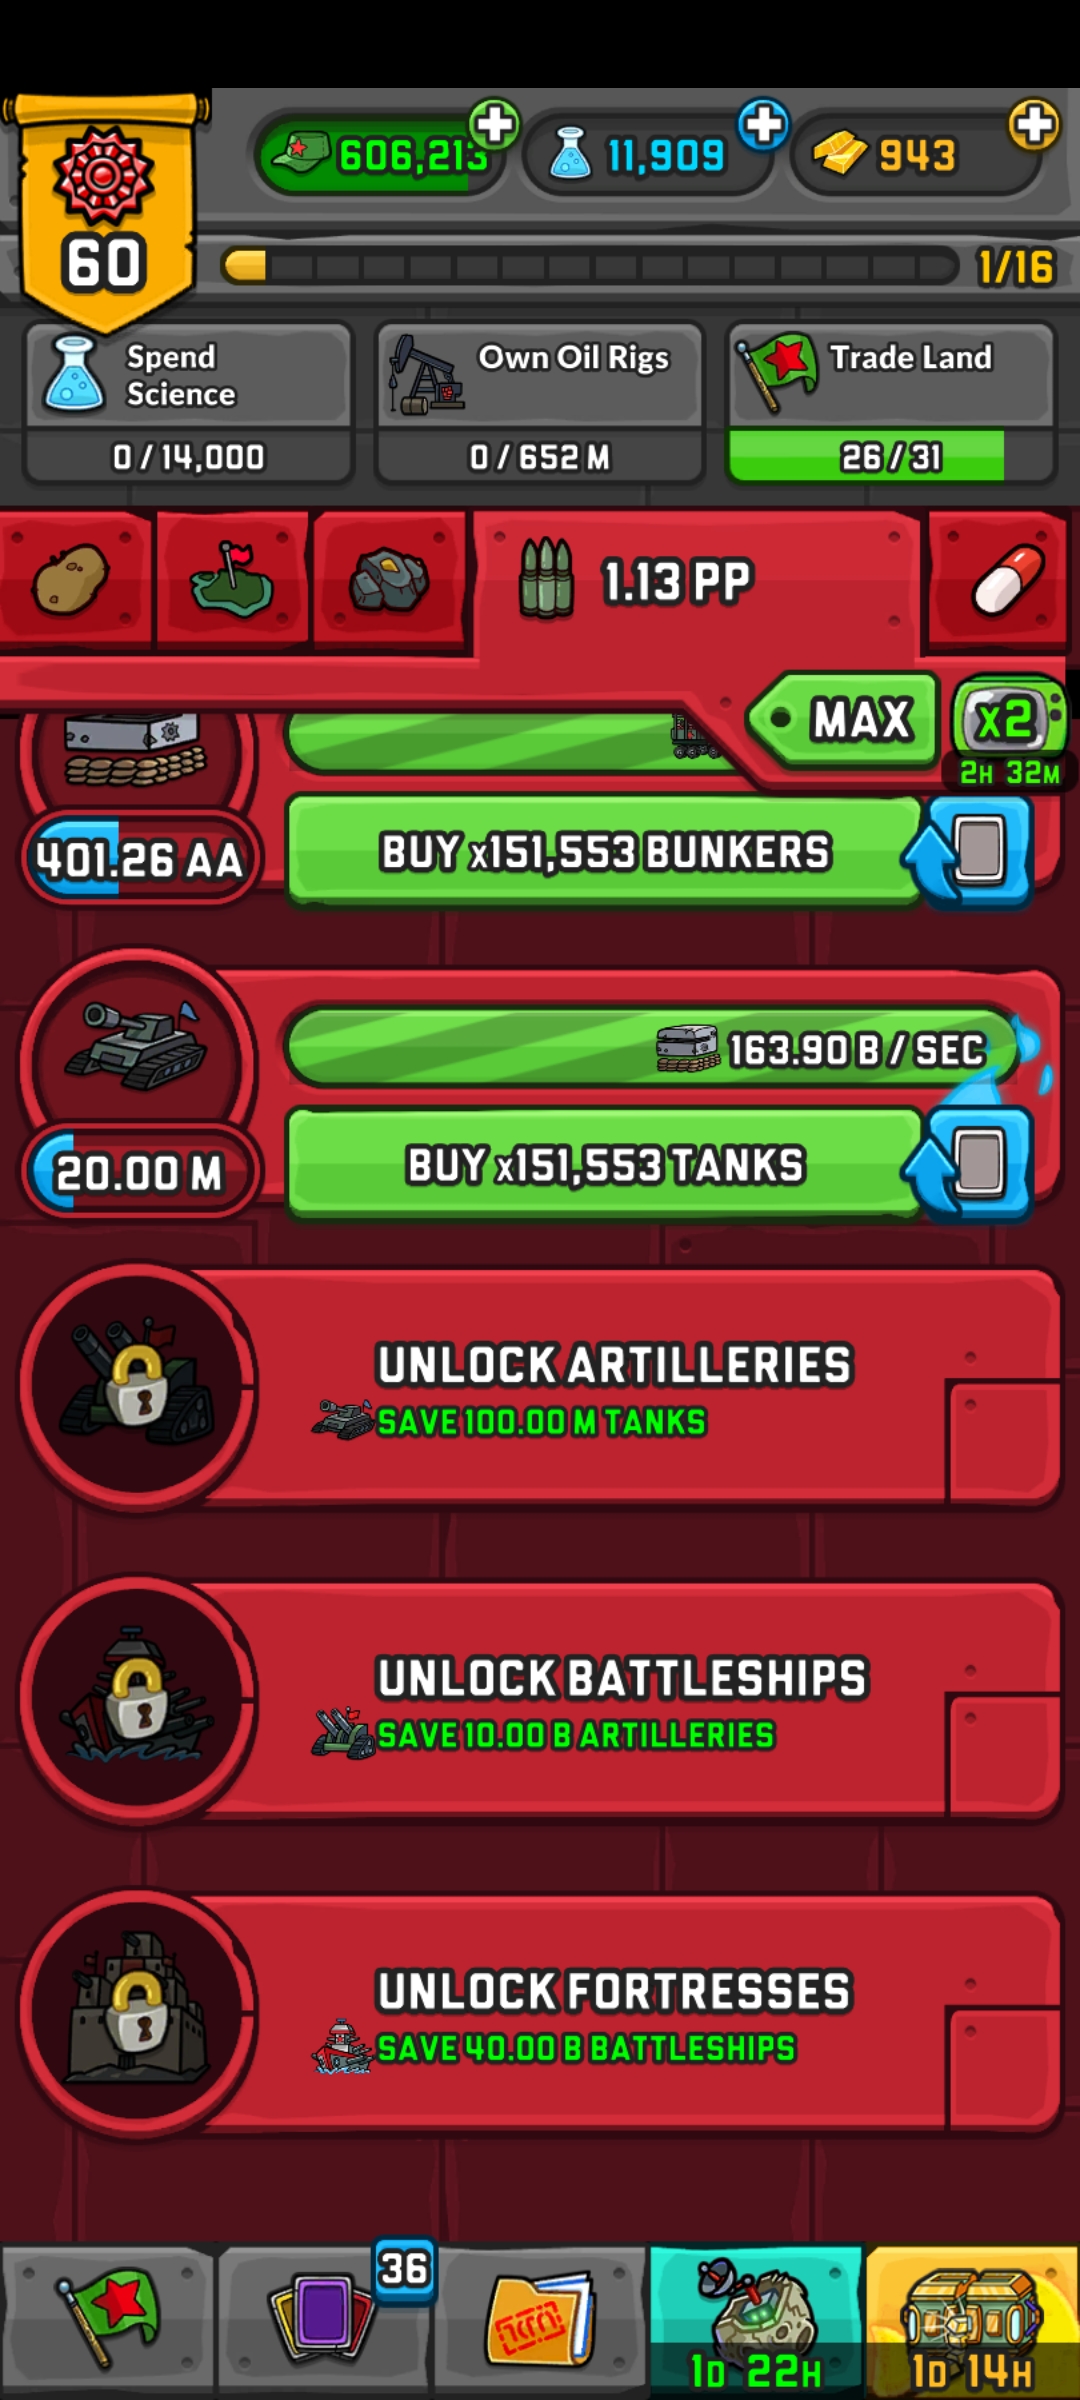 606,213
11,909
943
60
1/16
Spend
Science
0/14,000
Own Oil Rigs
0/652 M
Trade Land
26/31
1.13 PP
MAX
x2
2H 32M
401.26 AA
BUY x151,553 BUNKERS
163.90 B / SEC
20.00 M
BUY x151,553 TANKS
UNLOCK ARTILLERIES
SAVE 100.00 M TANKS
UNLOCK BATTLESHIPS
SAVE 10.00 B ARTILLERIES
UNLOCK FORTRESSES
SAVE 40.00 B BATTLESHIPS
36
1D 22H
1D 14H